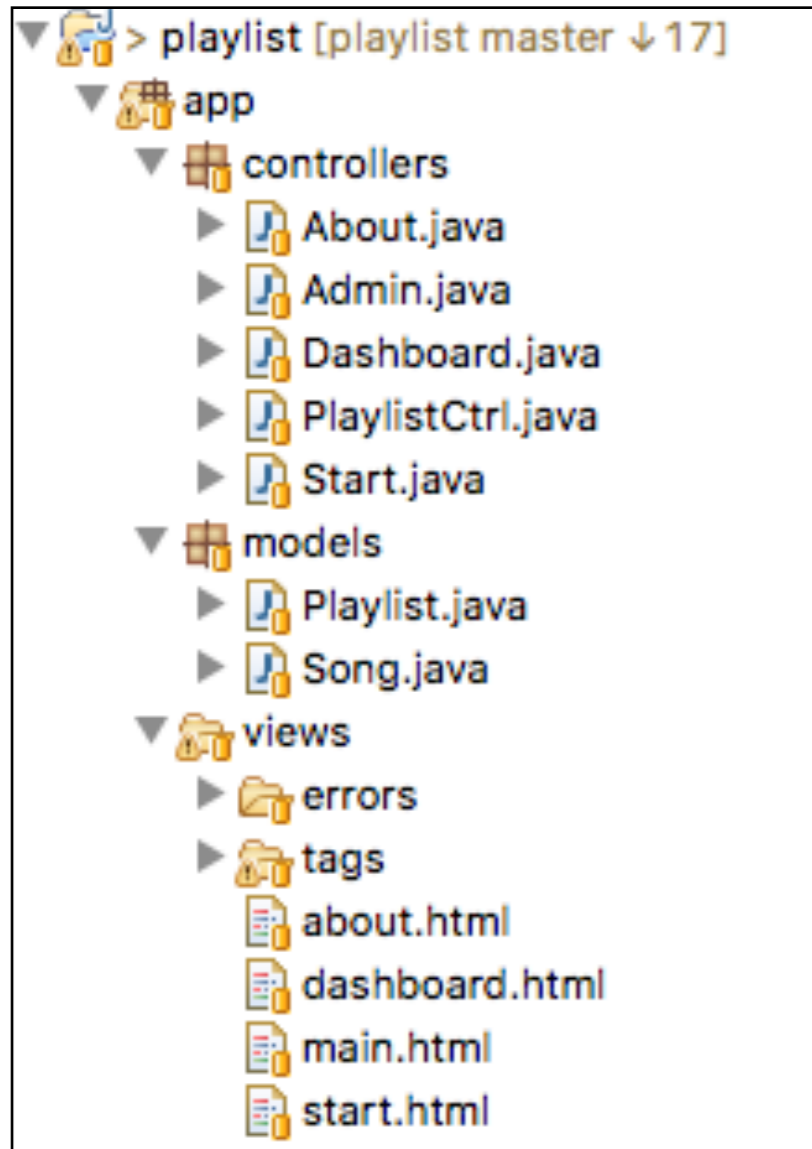 > playlist [playlist master ↓17]
app
controllers
About.java
Admin.java
Dashboard.java
PlaylistCtrl.java
Start.java
models
Playlist.java
Song.java
views
errors
tags
about.html
dashboard.html
main.html
start.html